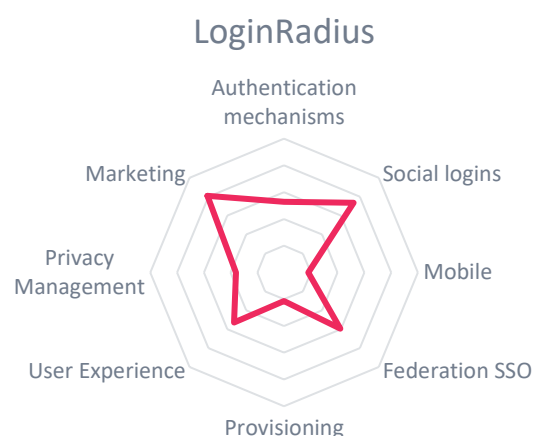 LoginRadius
Authentication
mechanisms
Marketing
Social logins
Privacy
Management
Mobile
User Experience
Federation SSO
Provisioning